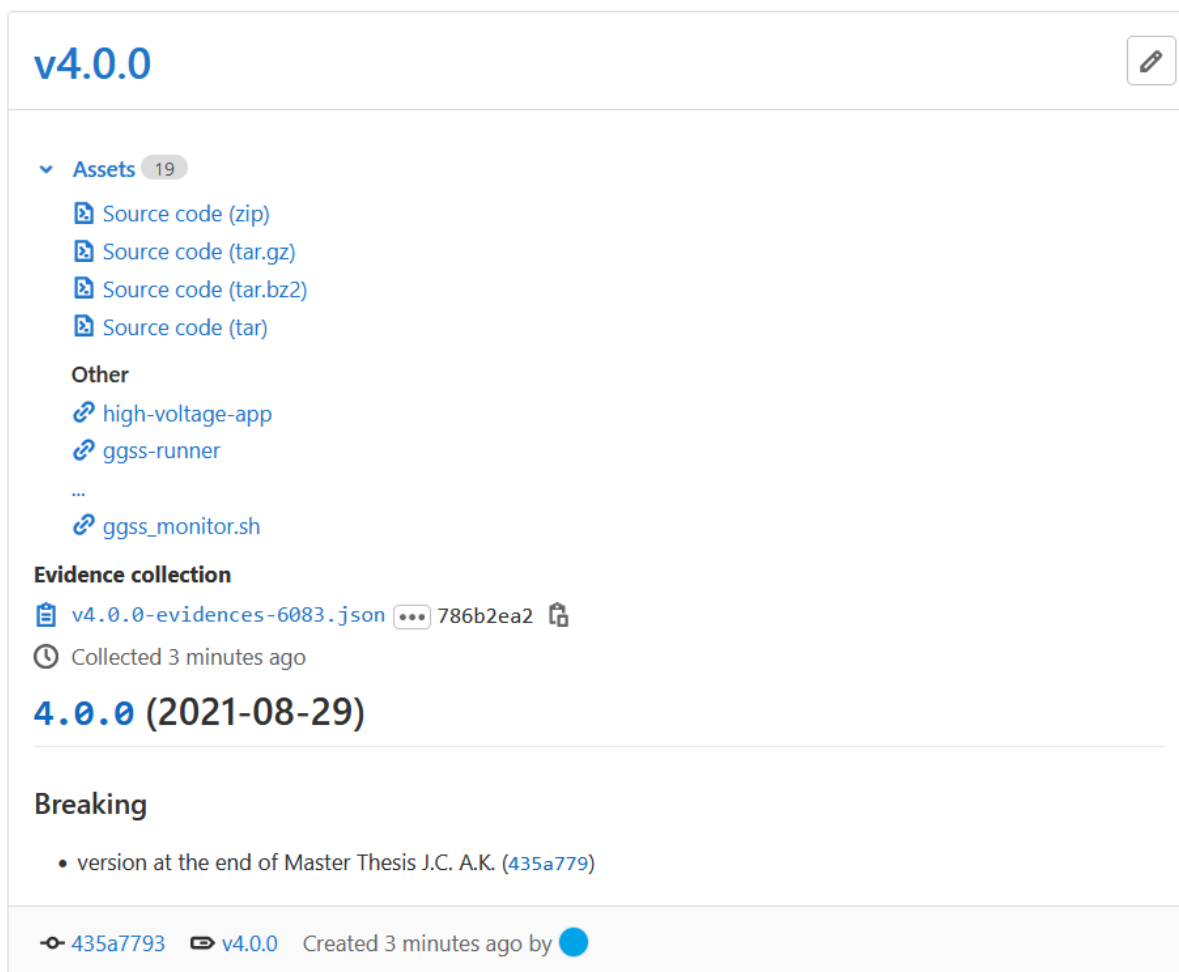 v4.0.0
Assets 19
Source code (zip)
Source code (tar.gz)
Source code (tar.bz2)
Source code (tar)
Other
high-voltage-app
ggss-runner
...
ggss_monitor.sh
Evidence collection
v4.0.0-evidences-6083.json ••• 786b2ea2
Collected 3 minutes ago
4.0.0 (2021-08-29)
Breaking
• version at the end of Master Thesis J.C. A.K. (435a779)
435a7793 v4.0.0 Created 3 minutes ago by